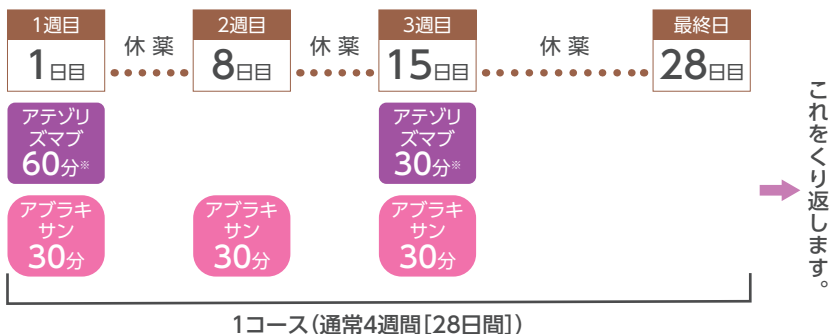 1週目
1日目
休薬
2週目
8日目
休薬
3週目
15日目
休薬
最終日
28日目
アテゾリ
ズマブ
60分※
アテゾリ
ズマブ
30分※
アブラキ
サン
30分
アブラキ
サン
30分
アブラキ
サン
30分
これをくり返します。
1コース(通常4週間[28日間])